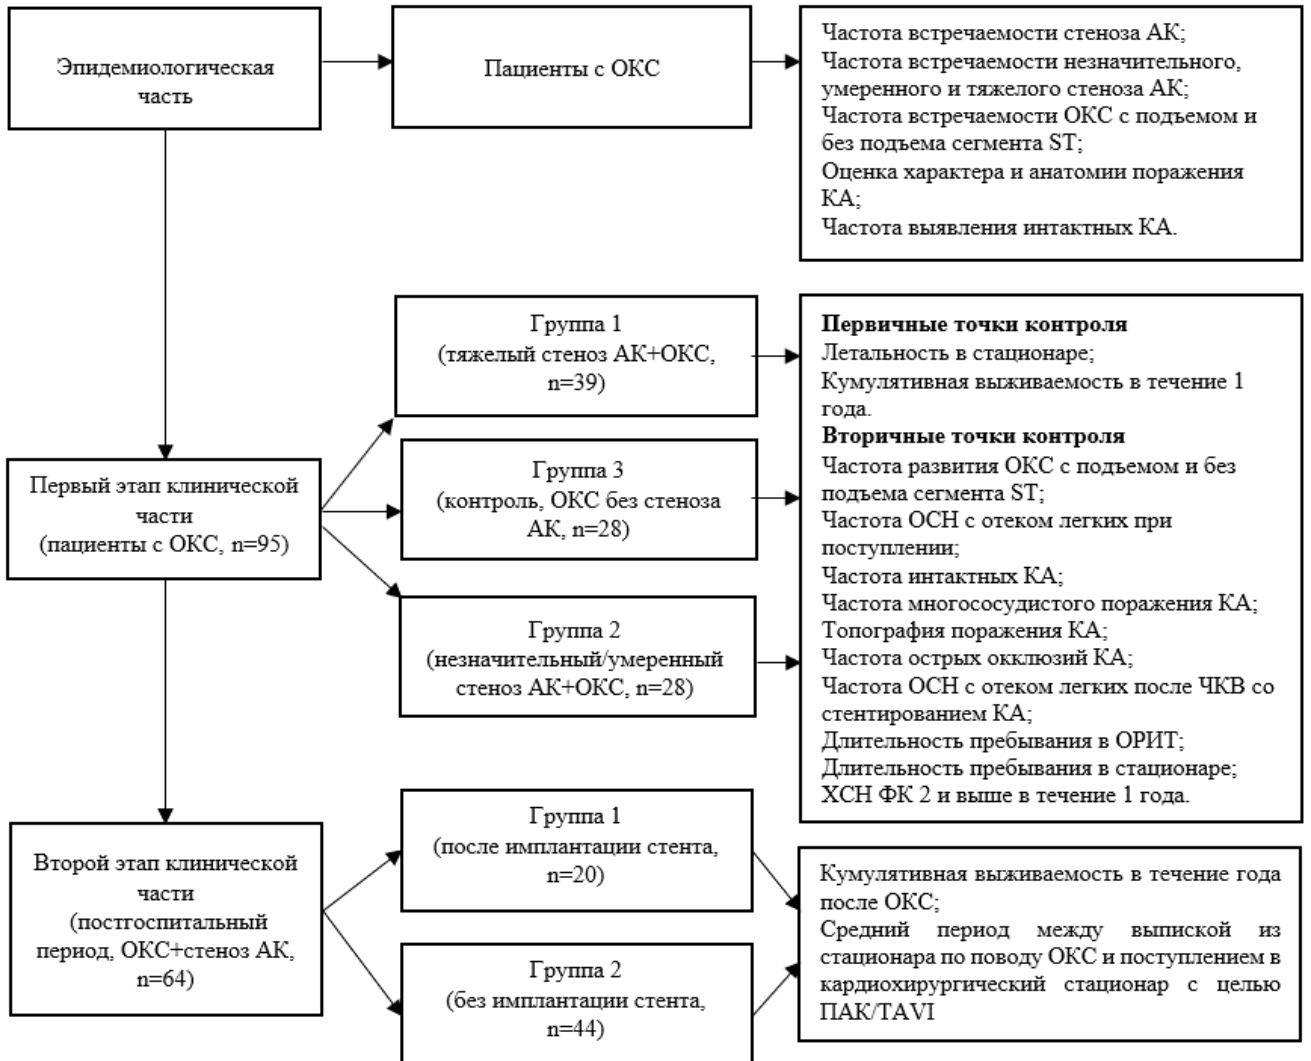 Эпидемиологическая
часть
Пациенты с ОКС
Частота встречаемости стеноза АК;
Частота встречаемости незначительного,
умеренного и тяжелого стеноза АК;
Частота встречаемости ОКС с подъемом и
без подъема сегмента ST;
Оценка характера и анатомии поражения
КА;
Частота выявления интактных КА.
Первый этап клинической
части
(пациенты с ОКС, n=95)
Группа 1
(тяжелый стеноз АК+ОКС,
n=39)
Группа 3
(контроль, ОКС без стеноза
АК, n=28)
Группа 2
(незначительный/умеренный
стеноз АК+ОКС, n=28)
Первичные точки контроля
Летальность в стационаре;
Кумулятивная выживаемость в течение 1
года.
Вторичные точки контроля
Частота развития ОКС с подъемом и без
подъема сегмента ST;
Частота ОСН с отеком легких при
поступлении;
Частота интактных КА;
Частота многососудистого поражения КА;
Топография поражения КА;
Частота острых окклюзий КА;
Частота ОСН с отеком легких после ЧКВ со
стентированием КА;
Длительность пребывания в ОРИТ;
Длительность пребывания в стационаре;
ХСН ФК 2 и выше в течение 1 года.
Второй этап клинической
части
(постгоспитальный
период, ОКС+стеноз АК,
n=64)
Группа 1
(после имплантации стента,
n=20)
Группа 2
(без имплантации стента,
n=44)
Кумулятивная выживаемость в течение года
после ОКС;
Средний период между выпиской из
стационара по поводу ОКС и поступлением в
кардиохирургический стационар с целью
ПАК/TAVI